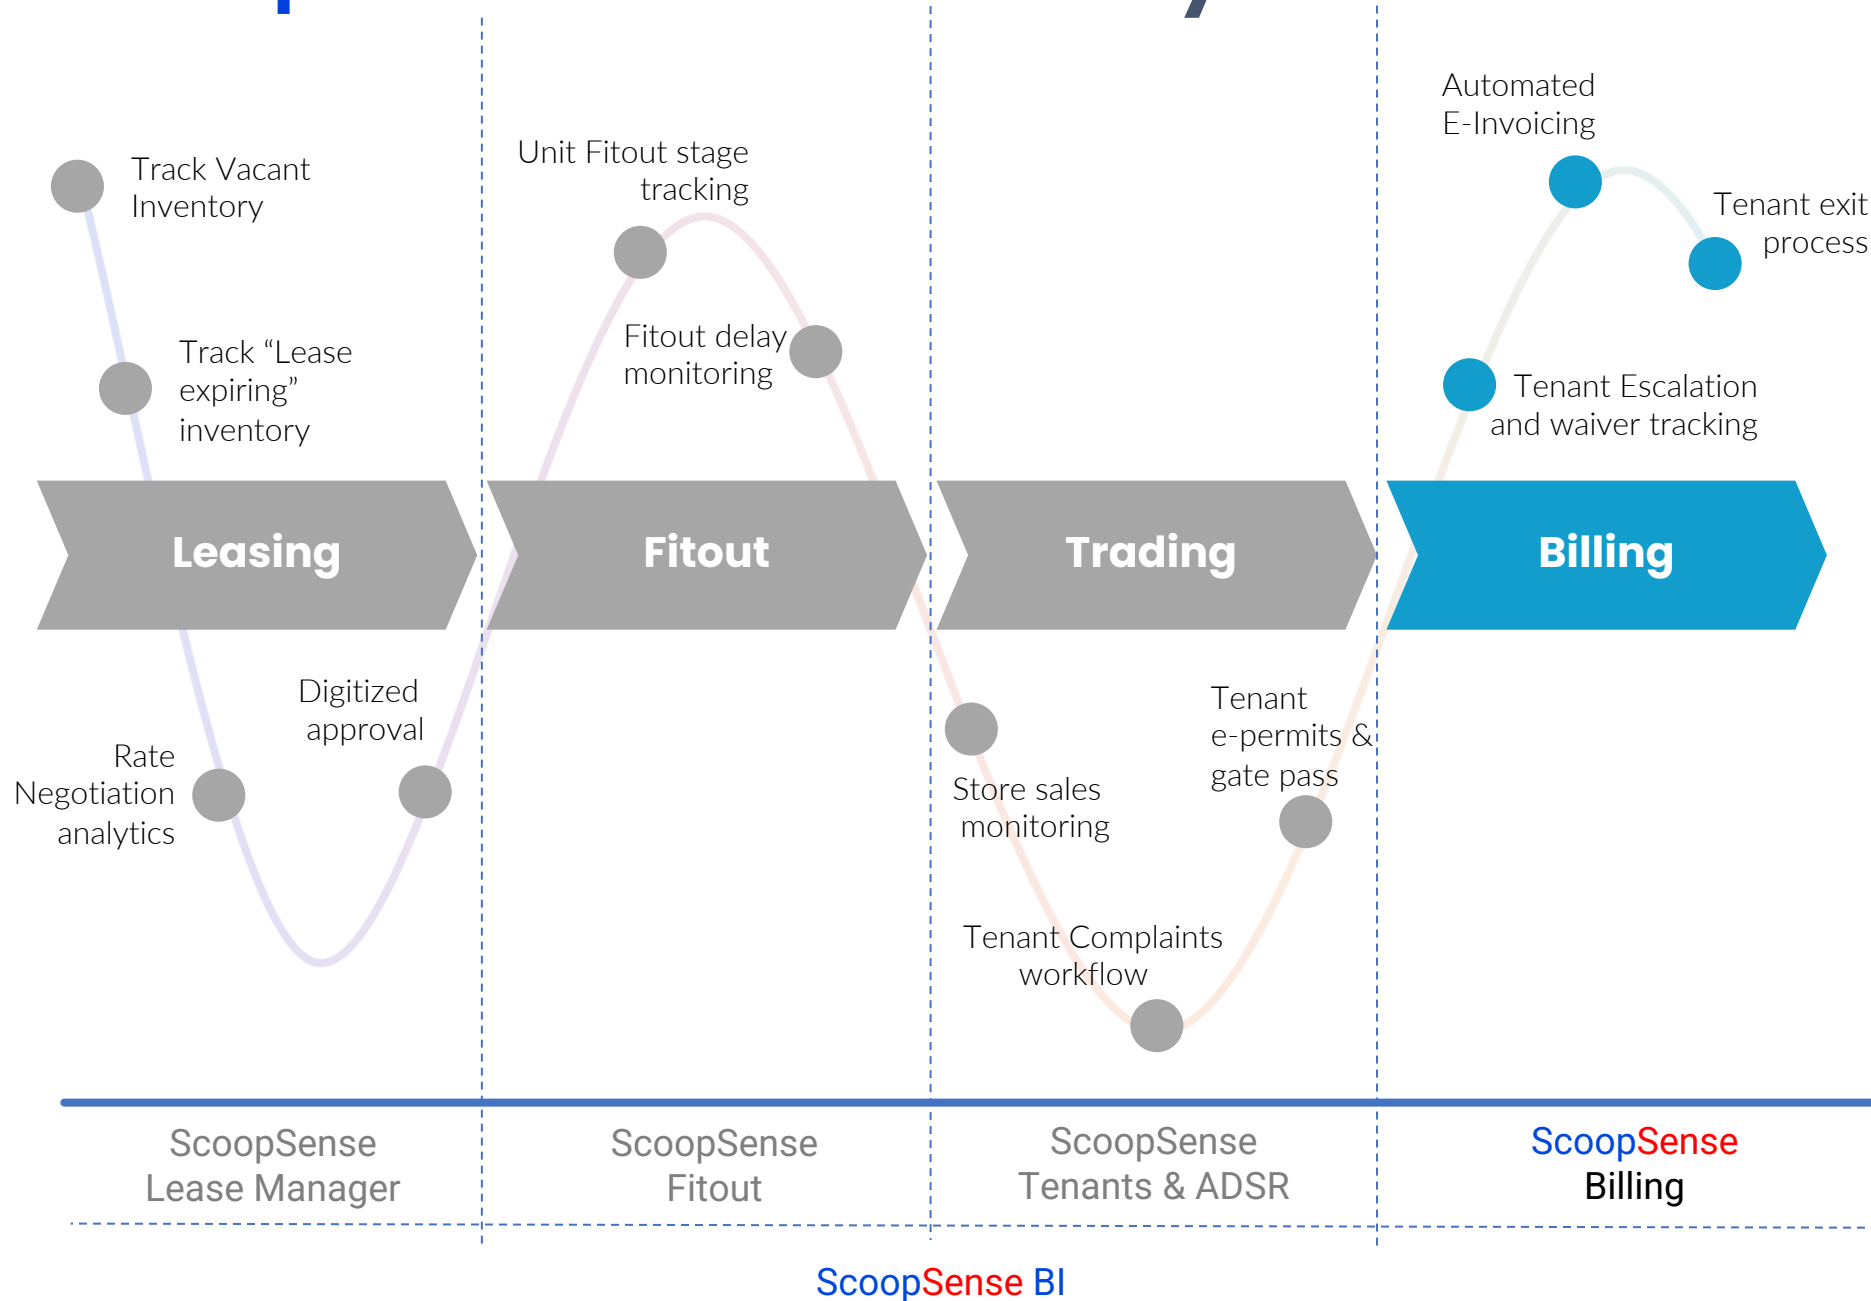 Track Vacant
Inventory
Track “Lease
expiring”
inventory
Leasing
Rate
Negotiation
analytics
Digitized
approval
Unit Fitout stage
tracking
Fitout delay
monitoring
Fitout
Trading
Store sales
monitoring
Tenant Complaints
workflow
Tenant
e-permits &
gate pass
Automated
E-Invoicing
Tenant exit
process
Tenant Escalation
and waiver tracking
Billing
ScoopSense
Lease Manager
ScoopSense
Fitout
ScoopSense
Tenants & ADSR
ScoopSense
Billing
ScoopSense BI